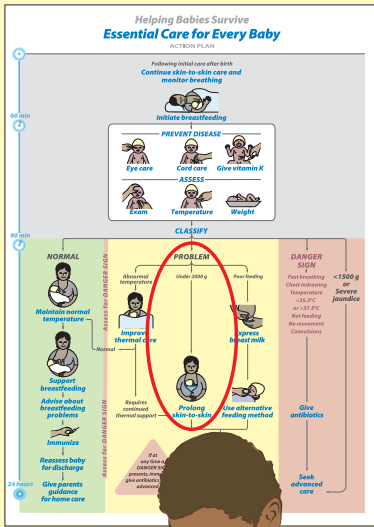 Helping Babies Survive
Essential Care for Every Baby
ACTION PLAN
Following initial care after birth
Continue skin-to-skin care and
monitor breathing
60 min
Initiate breastfeeding
PREVENT DISEASE
Eye care
Cord care
Give vitamin K
ASSESS
Exam
Temperature
Weight
90 min
CLASSIFY
NORMAL
Maintain normal
temperature
Support
breastfeeding
Advise about
breastfeeding
problems
Immunize
Reassess baby
for discharge
24 hours
Give parents
guidance
for home care
Assess for DANGER SIGN
Assess for DANGER SIGN
PROBLEM
Abnormal
temperature
Improve
thermal care
Normal
Requires
continued
thermal support
Under 2000 g
Prolong
skin-to-skin
Poor feeding
Express
breast milk
Use alternative
feeding method
If at
any time a
DANGER SIG
presents, imme
give antibiotics
advanced
DANGER
SIGN
Fast breathing
Chest indrawing
Temperature
<35.5°C
or >37.5°C
Not feeding
No movement
Convulsions
Give
antibiotics
Seek
advanced
care
<1500 g
or
Severe
jaundice